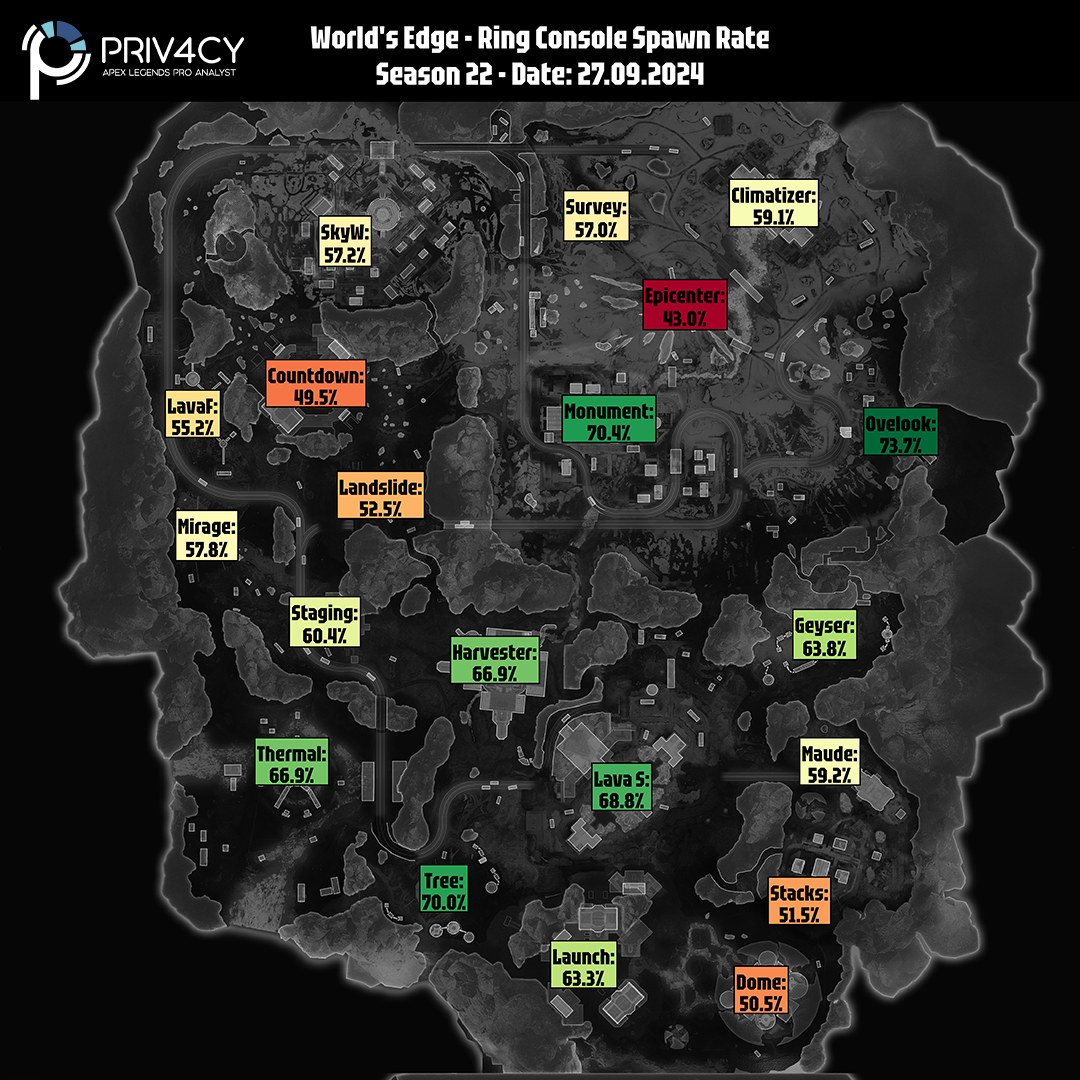 PRIV4CY
APEX LEGENDS PRO ANALYST
World's Edge - Ring Console Spawn Rate
Season 22 - Date: 27.09.2024
Climatizer:
59.1%
Survey:
57.0%
SkyW:
57.2%
Epicenter:
43.0%
Countdown:
49.5%
LavaF:
55.2%
Monument:
70.4%
Ovelook:
73.7%
Landslide:
52.5%
Mirage:
57.8%
Staging:
60.4%
Geyser:
63.8%
Harvester:
66.9%
Thermal:
66.9%
Maude:
59.2%
Lava S:
68.8%
Tree:
70.0%
Stacks:
51.5%
Launch:
63.3%
Dome:
50.5%